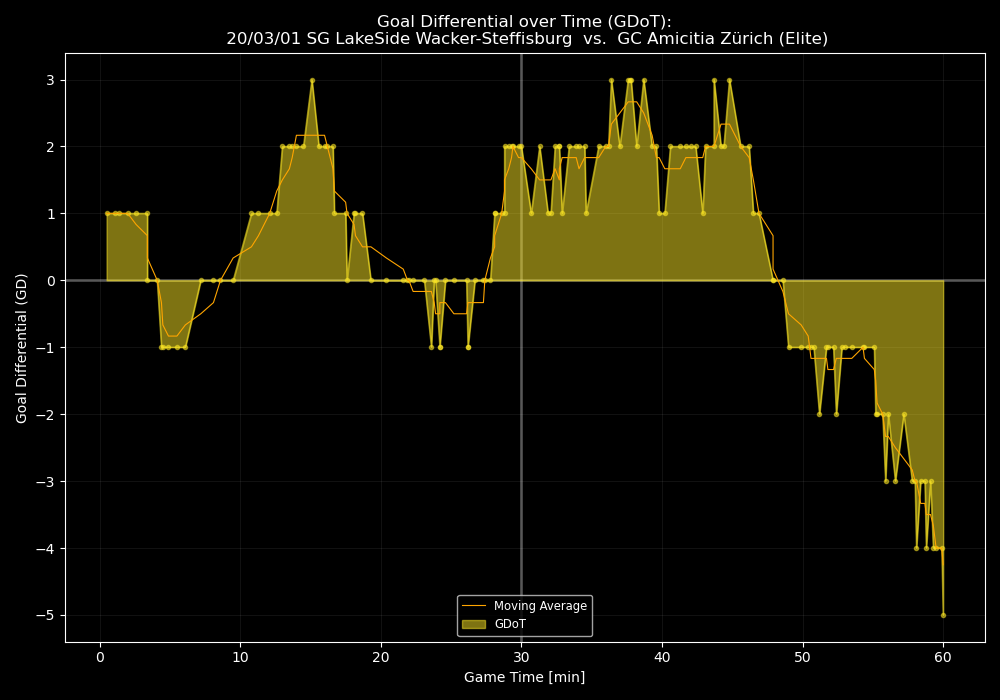 Goal Differential over Time (GDoT):
20/03/01 SG LakeSide Wacker-Steffisburg  vs.  GC Amicitia Zürich (Elite)
Goal Differential (GD)
3
2
1
0
−1
−2
−3
−4
−5
Moving Average
GDoT
0 10 20 30 40 50 60
Game Time [min]